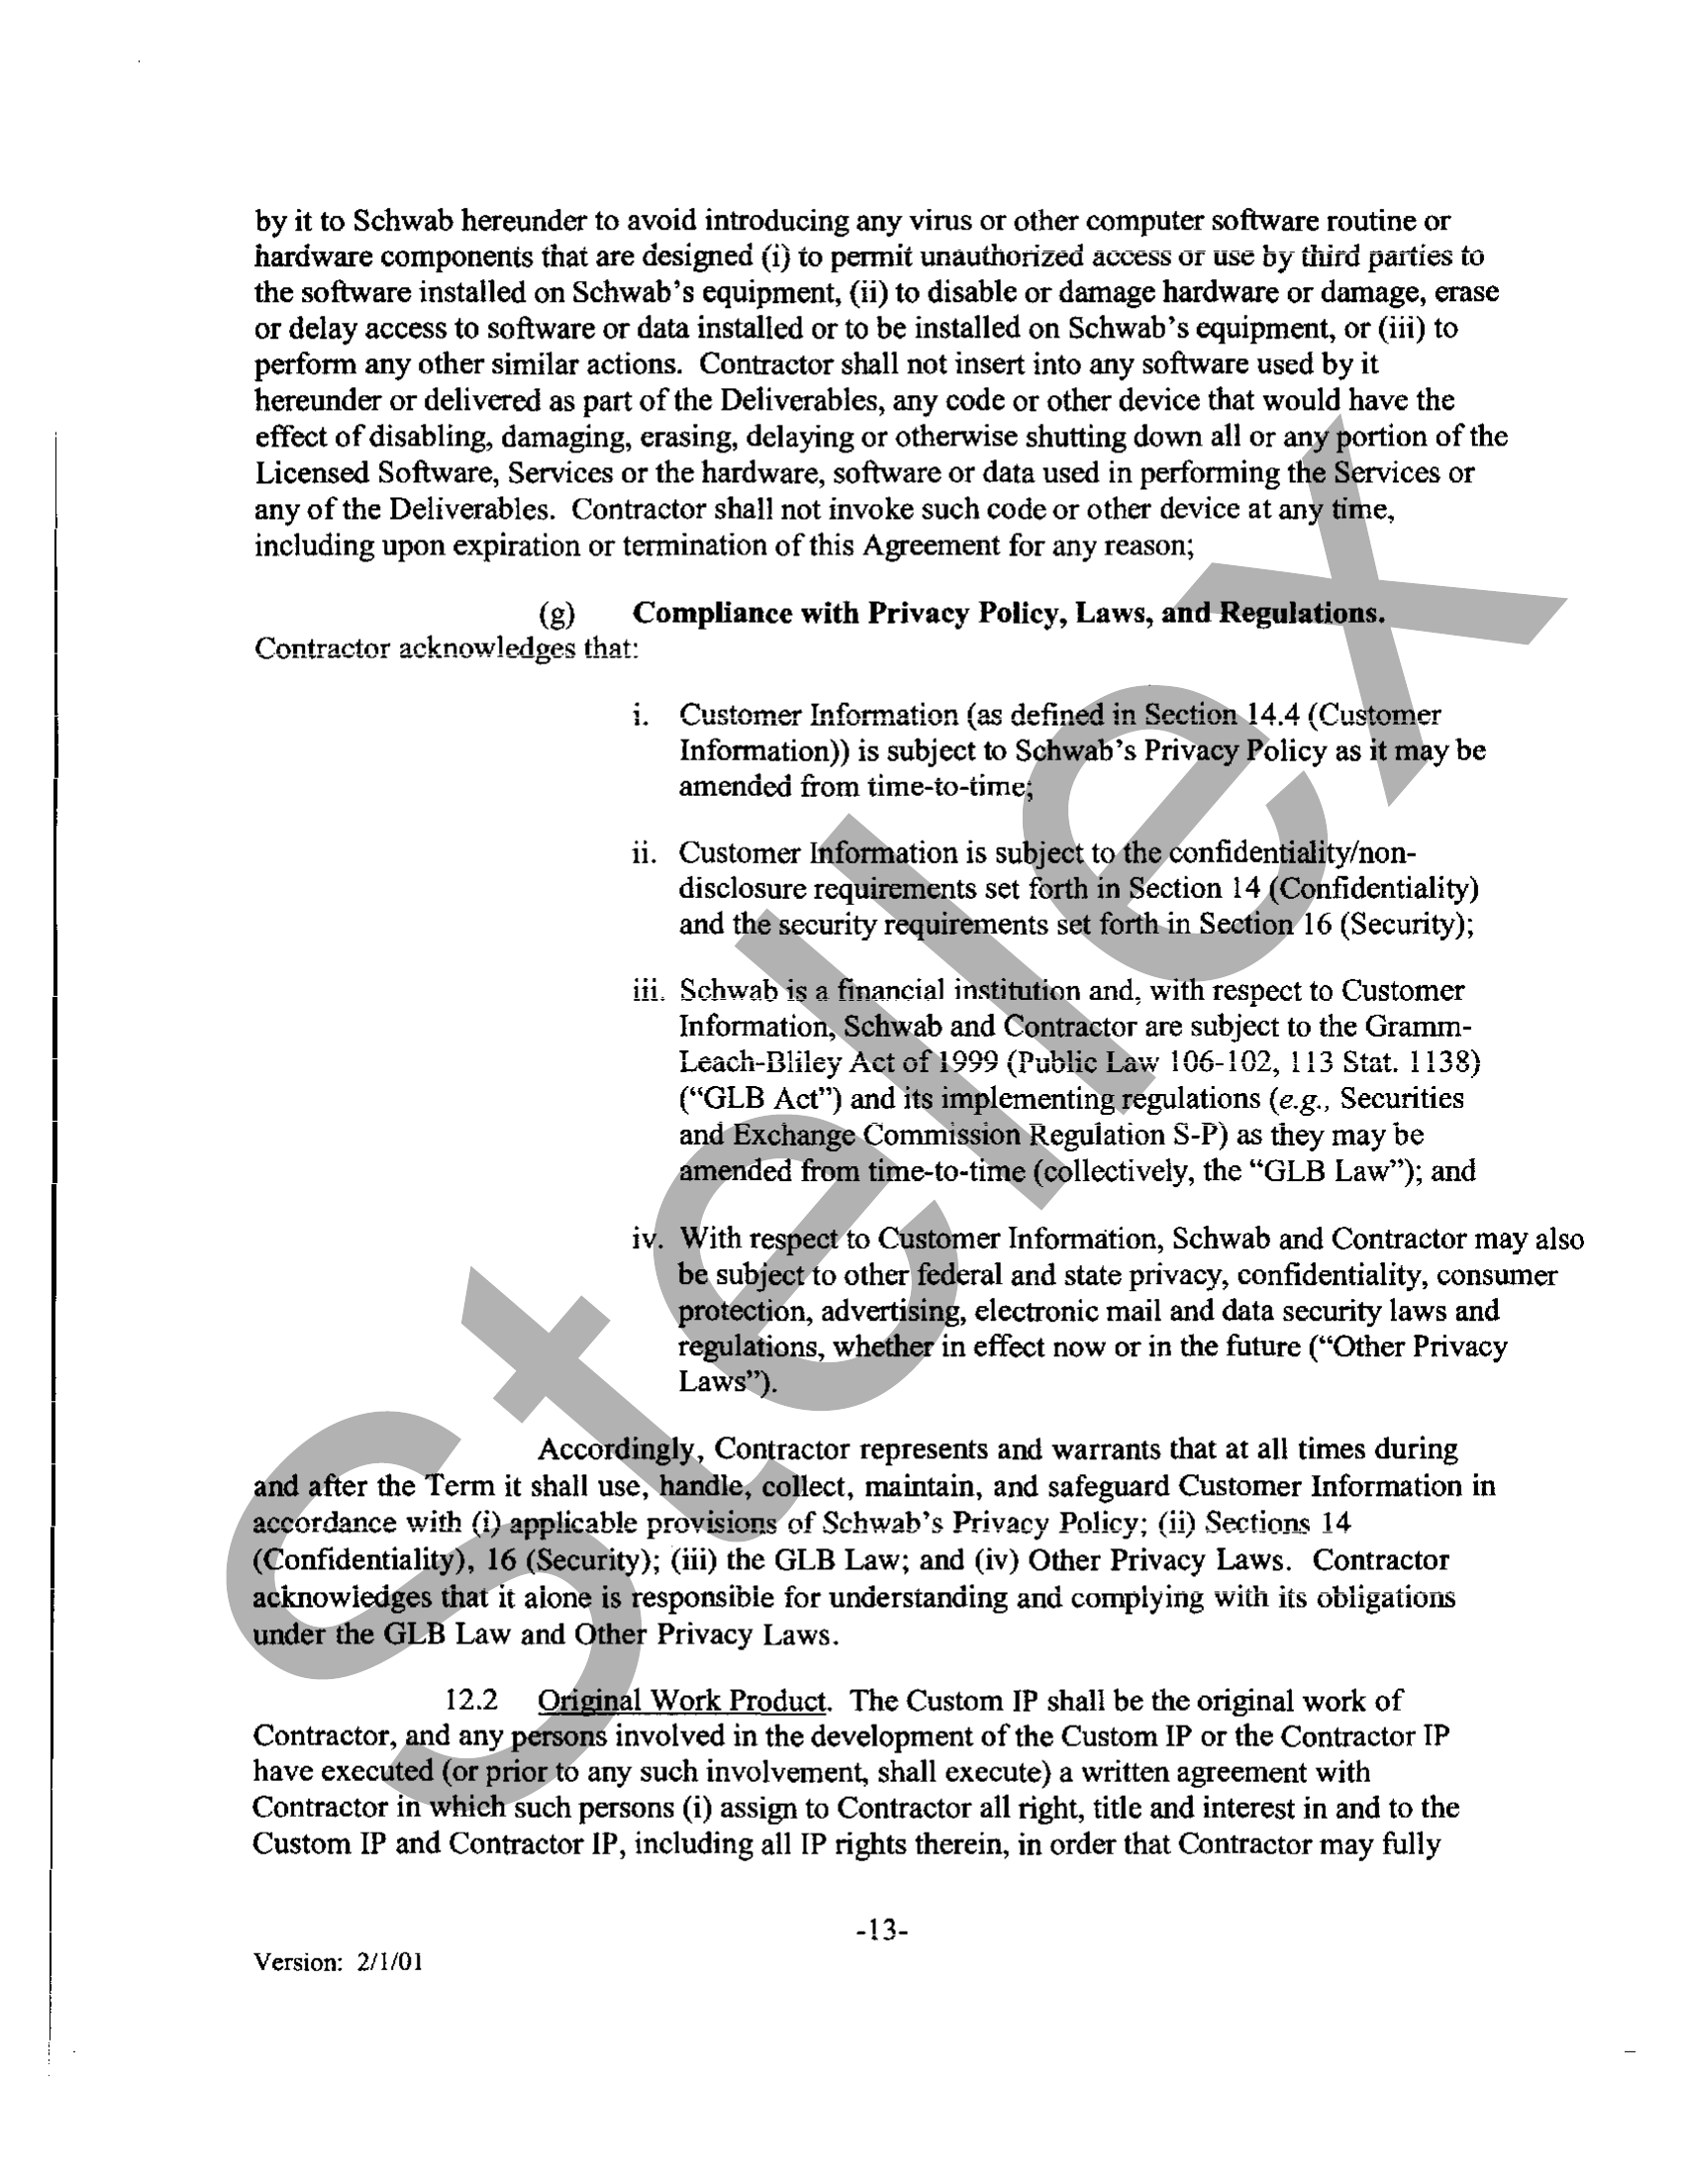 by it to Schwab hereunder to avoid introducing any virus or other computer software routine or
hardware components that are designed (i) to permit unauthorized access or use by third parties to
the software installed on Schwab's equipment, (ii) to disable or damage hardware or damage, erase
or delay access to software or data installed or to be installed on Schwab's equipment, or (iii) to
perform any other similar actions.  Contractor shall not insert into any software used by it
hereunder or delivered as part of the Deliverables, any code or other device that would have the
effect of disabling, damaging, erasing, delaying or otherwise shutting down all or any portion of the
Licensed Software, Services or the hardware, software or data used in performing the Services or
any of the Deliverables.  Contractor shall not invoke such code or other device at any time,
including upon expiration or termination of this Agreement for any reason;
(g) Compliance with Privacy Policy, Laws, and Regulations.
Contractor acknowledges that:
i. Customer Information (as defined in Section 14.4 (Customer
Information)) is subject to Schwab's Privacy Policy as it may be
amended from time-to-time;
ii. Customer Information is subject to the confidentiality/non-
disclosure requirements set forth in Section 14 (Confidentiality)
and the security requirements set forth in Section 16 (Security);
iii. Schwab is a financial institution and, with respect to Customer
Information, Schwab and Contractor are subject to the Gramm-
Leach-Bliley Act of 1999 (Public Law 106-102, 113 Stat. 1138)
("GLB Act") and its implementing regulations (e.g., Securities
and Exchange Commission Regulation S-P) as they may be
amended from time-to-time (collectively, the "GLB Law"); and
iv. With respect to Customer Information, Schwab and Contractor may also
be subject to other federal and state privacy, confidentiality, consumer
protection, advertising, electronic mail and data security laws and
regulations, whether in effect now or in the future ("Other Privacy
Laws").
Accordingly, Contractor represents and warrants that at all times during
and after the Term it shall use, handle, collect, maintain, and safeguard Customer Information in
accordance with (i) applicable provisions of Schwab's Privacy Policy; (ii) Sections 14
(Confidentiality), 16 (Security); (iii) the GLB Law; and (iv) Other Privacy Laws.  Contractor
acknowledges that it alone is responsible for understanding and complying with its obligations
under the GLB Law and Other Privacy Laws.
12.2 Original Work Product.  The Custom IP shall be the original work of
Contractor, and any persons involved in the development of the Custom IP or the Contractor IP
have executed (or prior to any such involvement, shall execute) a written agreement with
Contractor in which such persons (i) assign to Contractor all right, title and interest in and to the
Custom IP and Contractor IP, including all IP rights therein, in order that Contractor may fully
-13-
Version:  2/1/01
Stellex